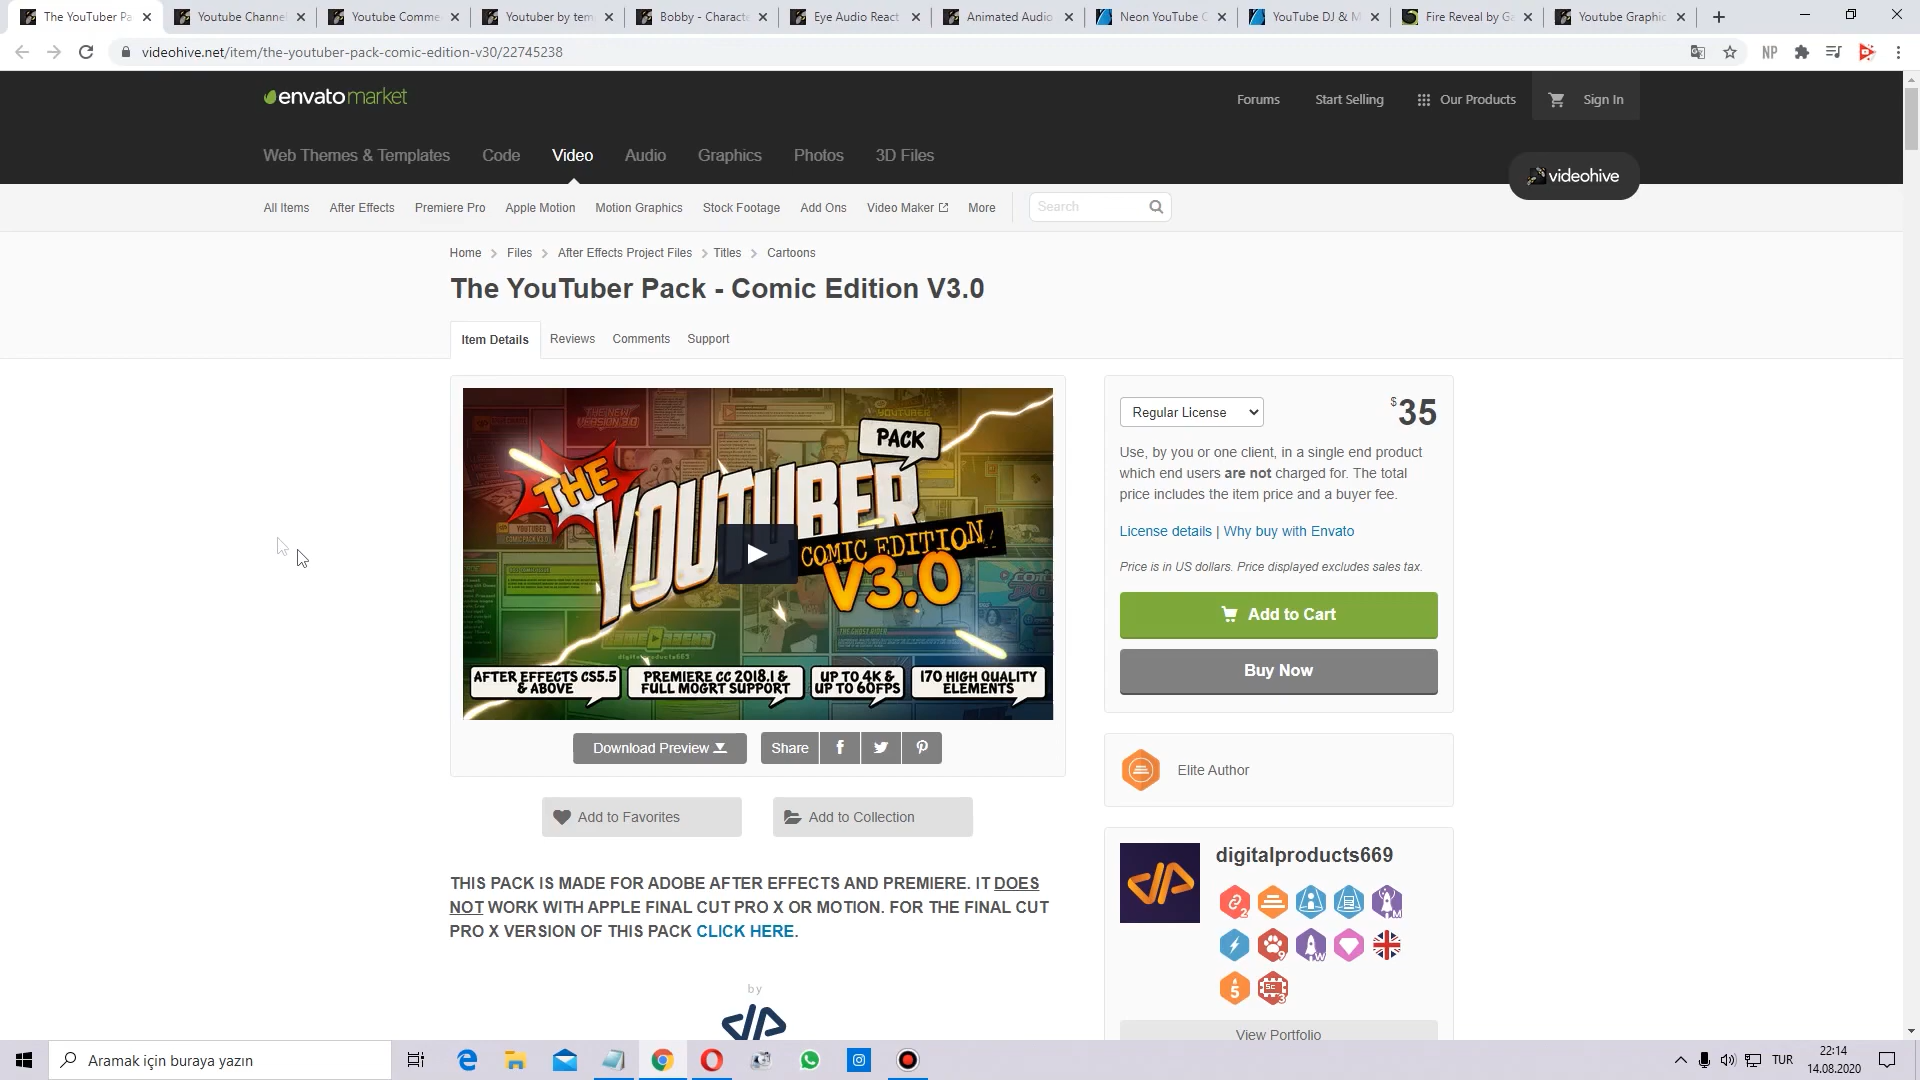 The YouTuber Pa
Youtube Channe
Youtube Comme
Youtuber by tem
Bobby - Characte
Eye Audio React
Animated Audio
Neon YouTube C
YouTube DJ & M
Fire Reveal by Ga
Youtube Graphic
videohive.net/item/the-youtuber-pack-comic-edition-v30/22745238
NP
envatomarket
Forums
Start Selling
Our Products
Sign In
Web Themes & Templates
Code
Video
Audio
Graphics
Photos
3D Files
videohive
All Items
After Effects
Premiere Pro
Apple Motion
Motion Graphics
Stock Footage
Add Ons
Video Maker
More
Search
Home
Files
After Effects Project Files
Titles
Cartoons
The YouTuber Pack - Comic Edition V3.0
Item Details
Reviews
Comments
Support
THE
YOUTUBER
PACK
COMIC EDITION
V3.0
AFTER EFFECTS CS5.5
& ABOVE
PREMIERE CC 2018.1 &
FULL MOGRT SUPPORT
UP TO 4K &
UP TO 60FPS
170 HIGH QUALITY
ELEMENTS
Download Preview
Share
Add to Favorites
Add to Collection
THIS PACK IS MADE FOR ADOBE AFTER EFFECTS AND PREMIERE. IT DOES
NOT WORK WITH APPLE FINAL CUT PRO X OR MOTION. FOR THE FINAL CUT
PRO X VERSION OF THIS PACK CLICK HERE.
by
Regular License
$35
Use, by you or one client, in a single end product
which end users are not charged for. The total
price includes the item price and a buyer fee.
License details | Why buy with Envato
Price is in US dollars. Price displayed excludes sales tax.
Add to Cart
Buy Now
Elite Author
digitalproducts669
View Portfolio
Aramak için buraya yazın
TUR
22:14
14.08.2020